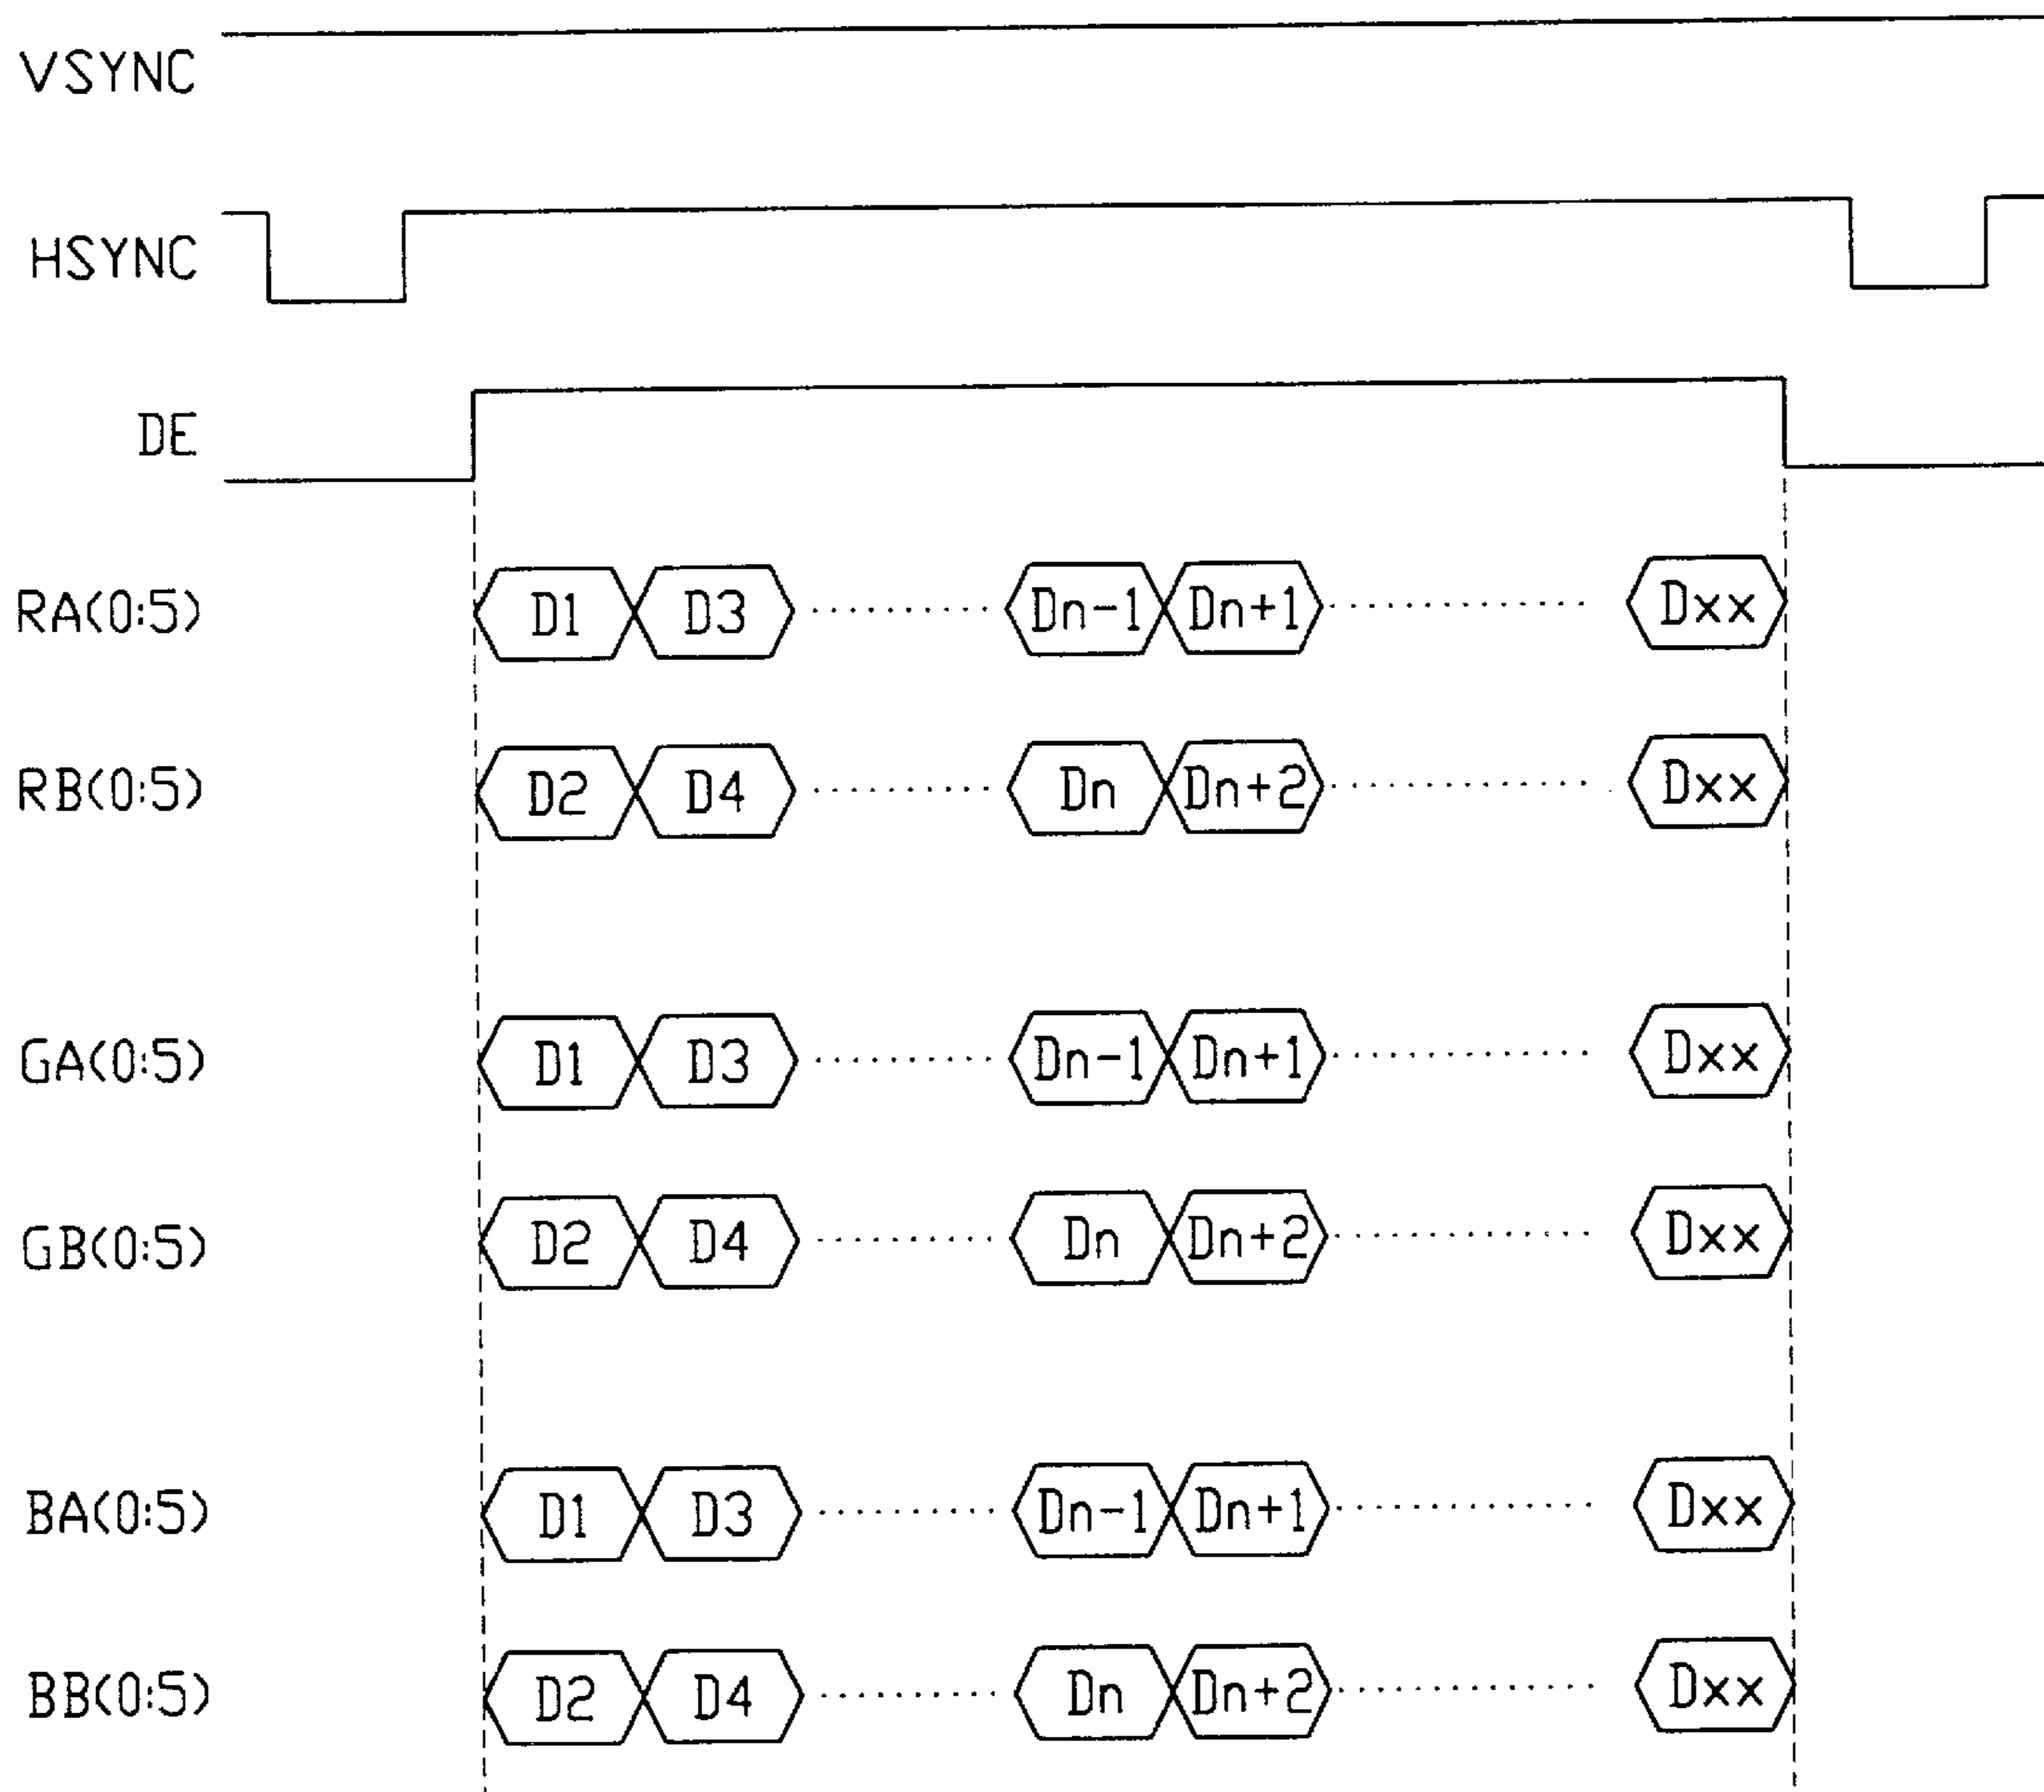 VSYNC
HSYNC
DE
RA(0:5) D1 D3 Dn-1 Dn+1 Dxx
RB(0:5) D2 D4 Dn Dn+2 Dxx
GA(0:5) D1 D3 Dn-1 Dn+1 Dxx
GB(0:5) D2 D4 Dn Dn+2 Dxx
BA(0:5) D1 D3 Dn-1 Dn+1 Dxx
BB(0:5) D2 D4 Dn Dn+2 Dxx